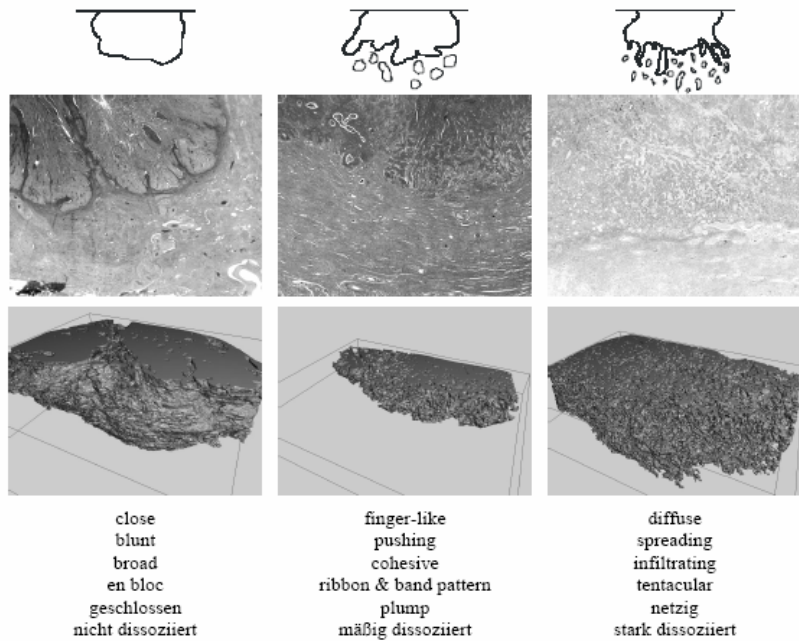 close
blunt
broad
en bloc
geschlossen
nicht dissoziiert
finger-like
pushing
cohesive
ribbon & band pattern
plump
mäßig dissoziiert
diffuse
spreading
infiltrating
tentacular
netzig
stark dissoziiert